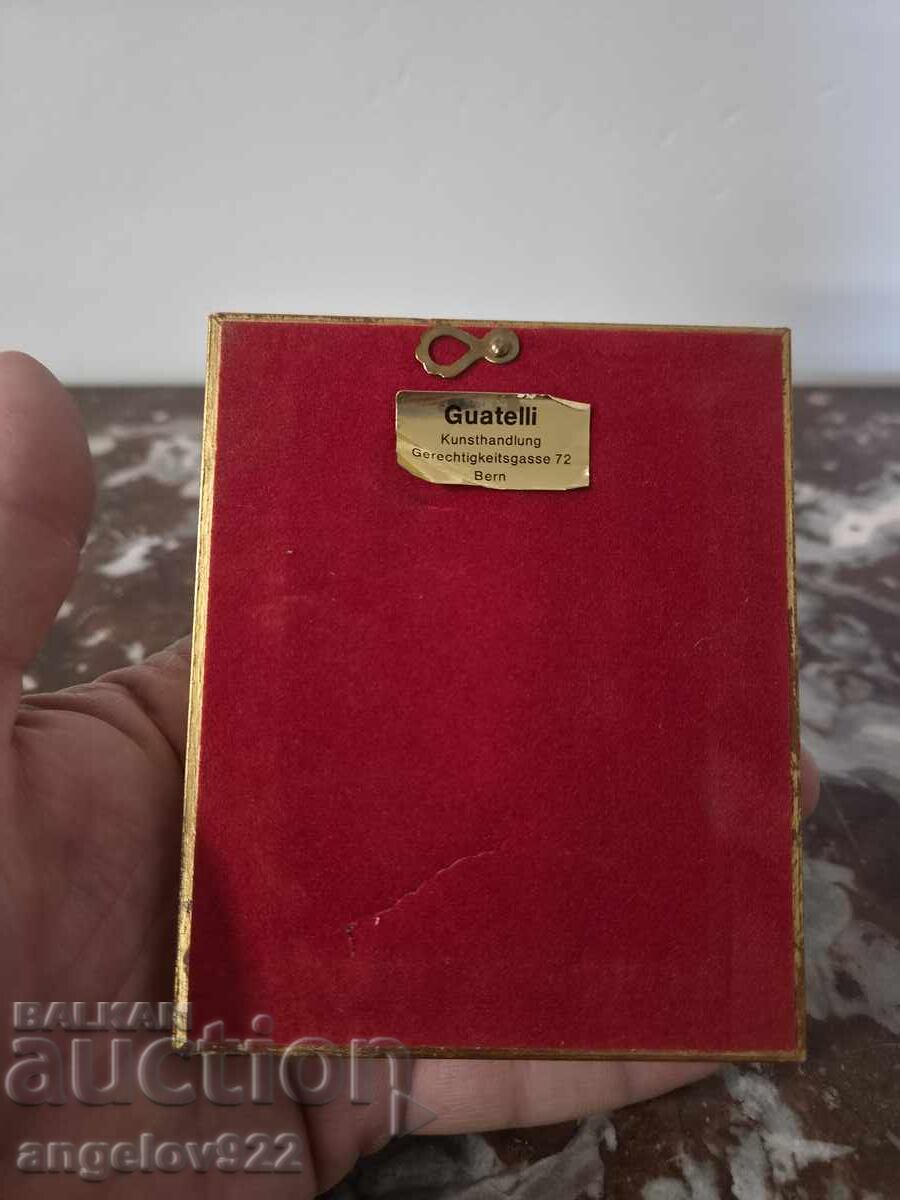 Guatelli
Kunsthandlung
Gerechtigkeitsgasse 72
Bern
BALKAN
auction
angelov922